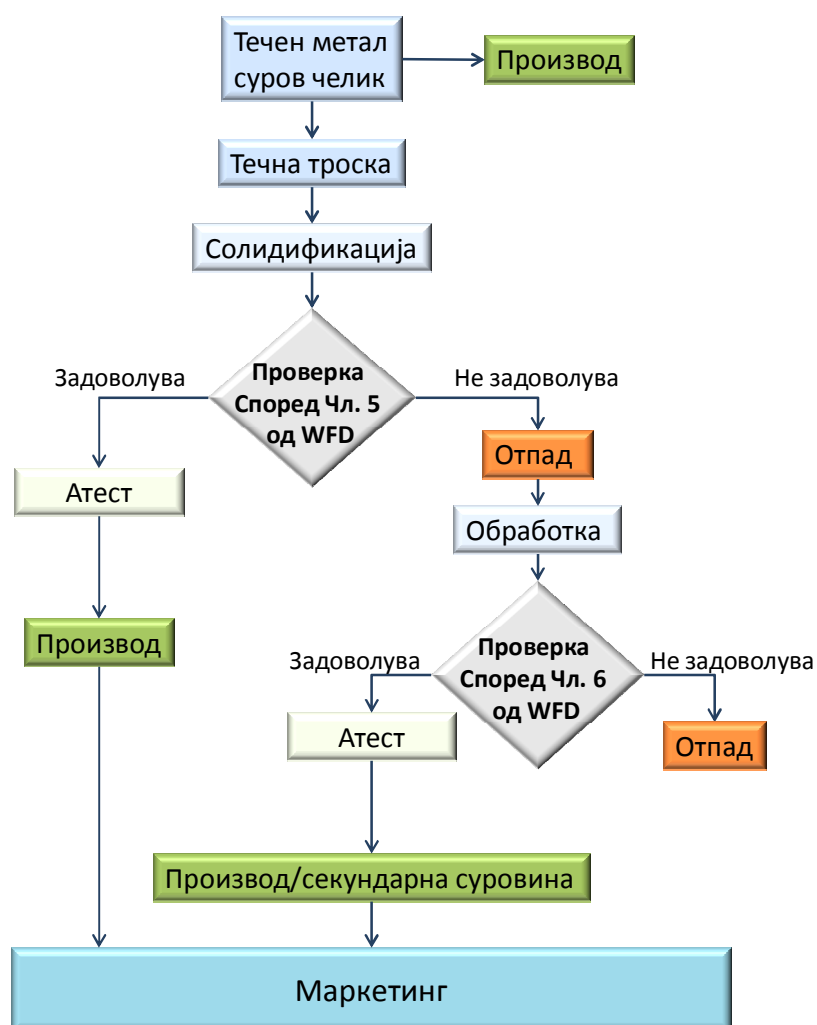 Течен метал
суров челик
Производ
Течна троска
Солидификација
Проверка
Според Чл. 5
од WFD
Задоволува
Не задоволува
Атест
Отпад
Обработка
Производ
Проверка
Според Чл. 6
од WFD
Задоволува
Не задоволува
Атест
Отпад
Производ/секундарна суровина
Маркетинг